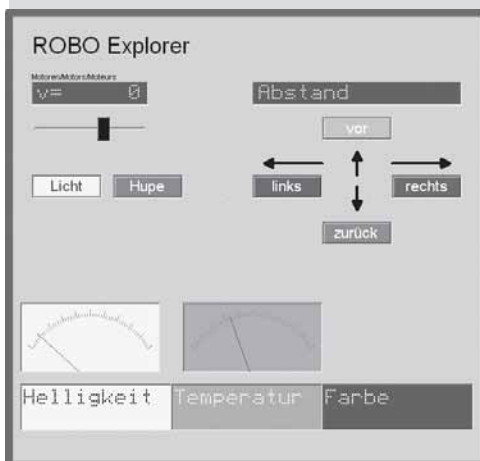 ROBO Explorer
Motoren/Motors/Moteurs
v= 0
Abstand
vor
Licht Hupe
links rechts
zurück
Helligkeit Temperatur Farbe